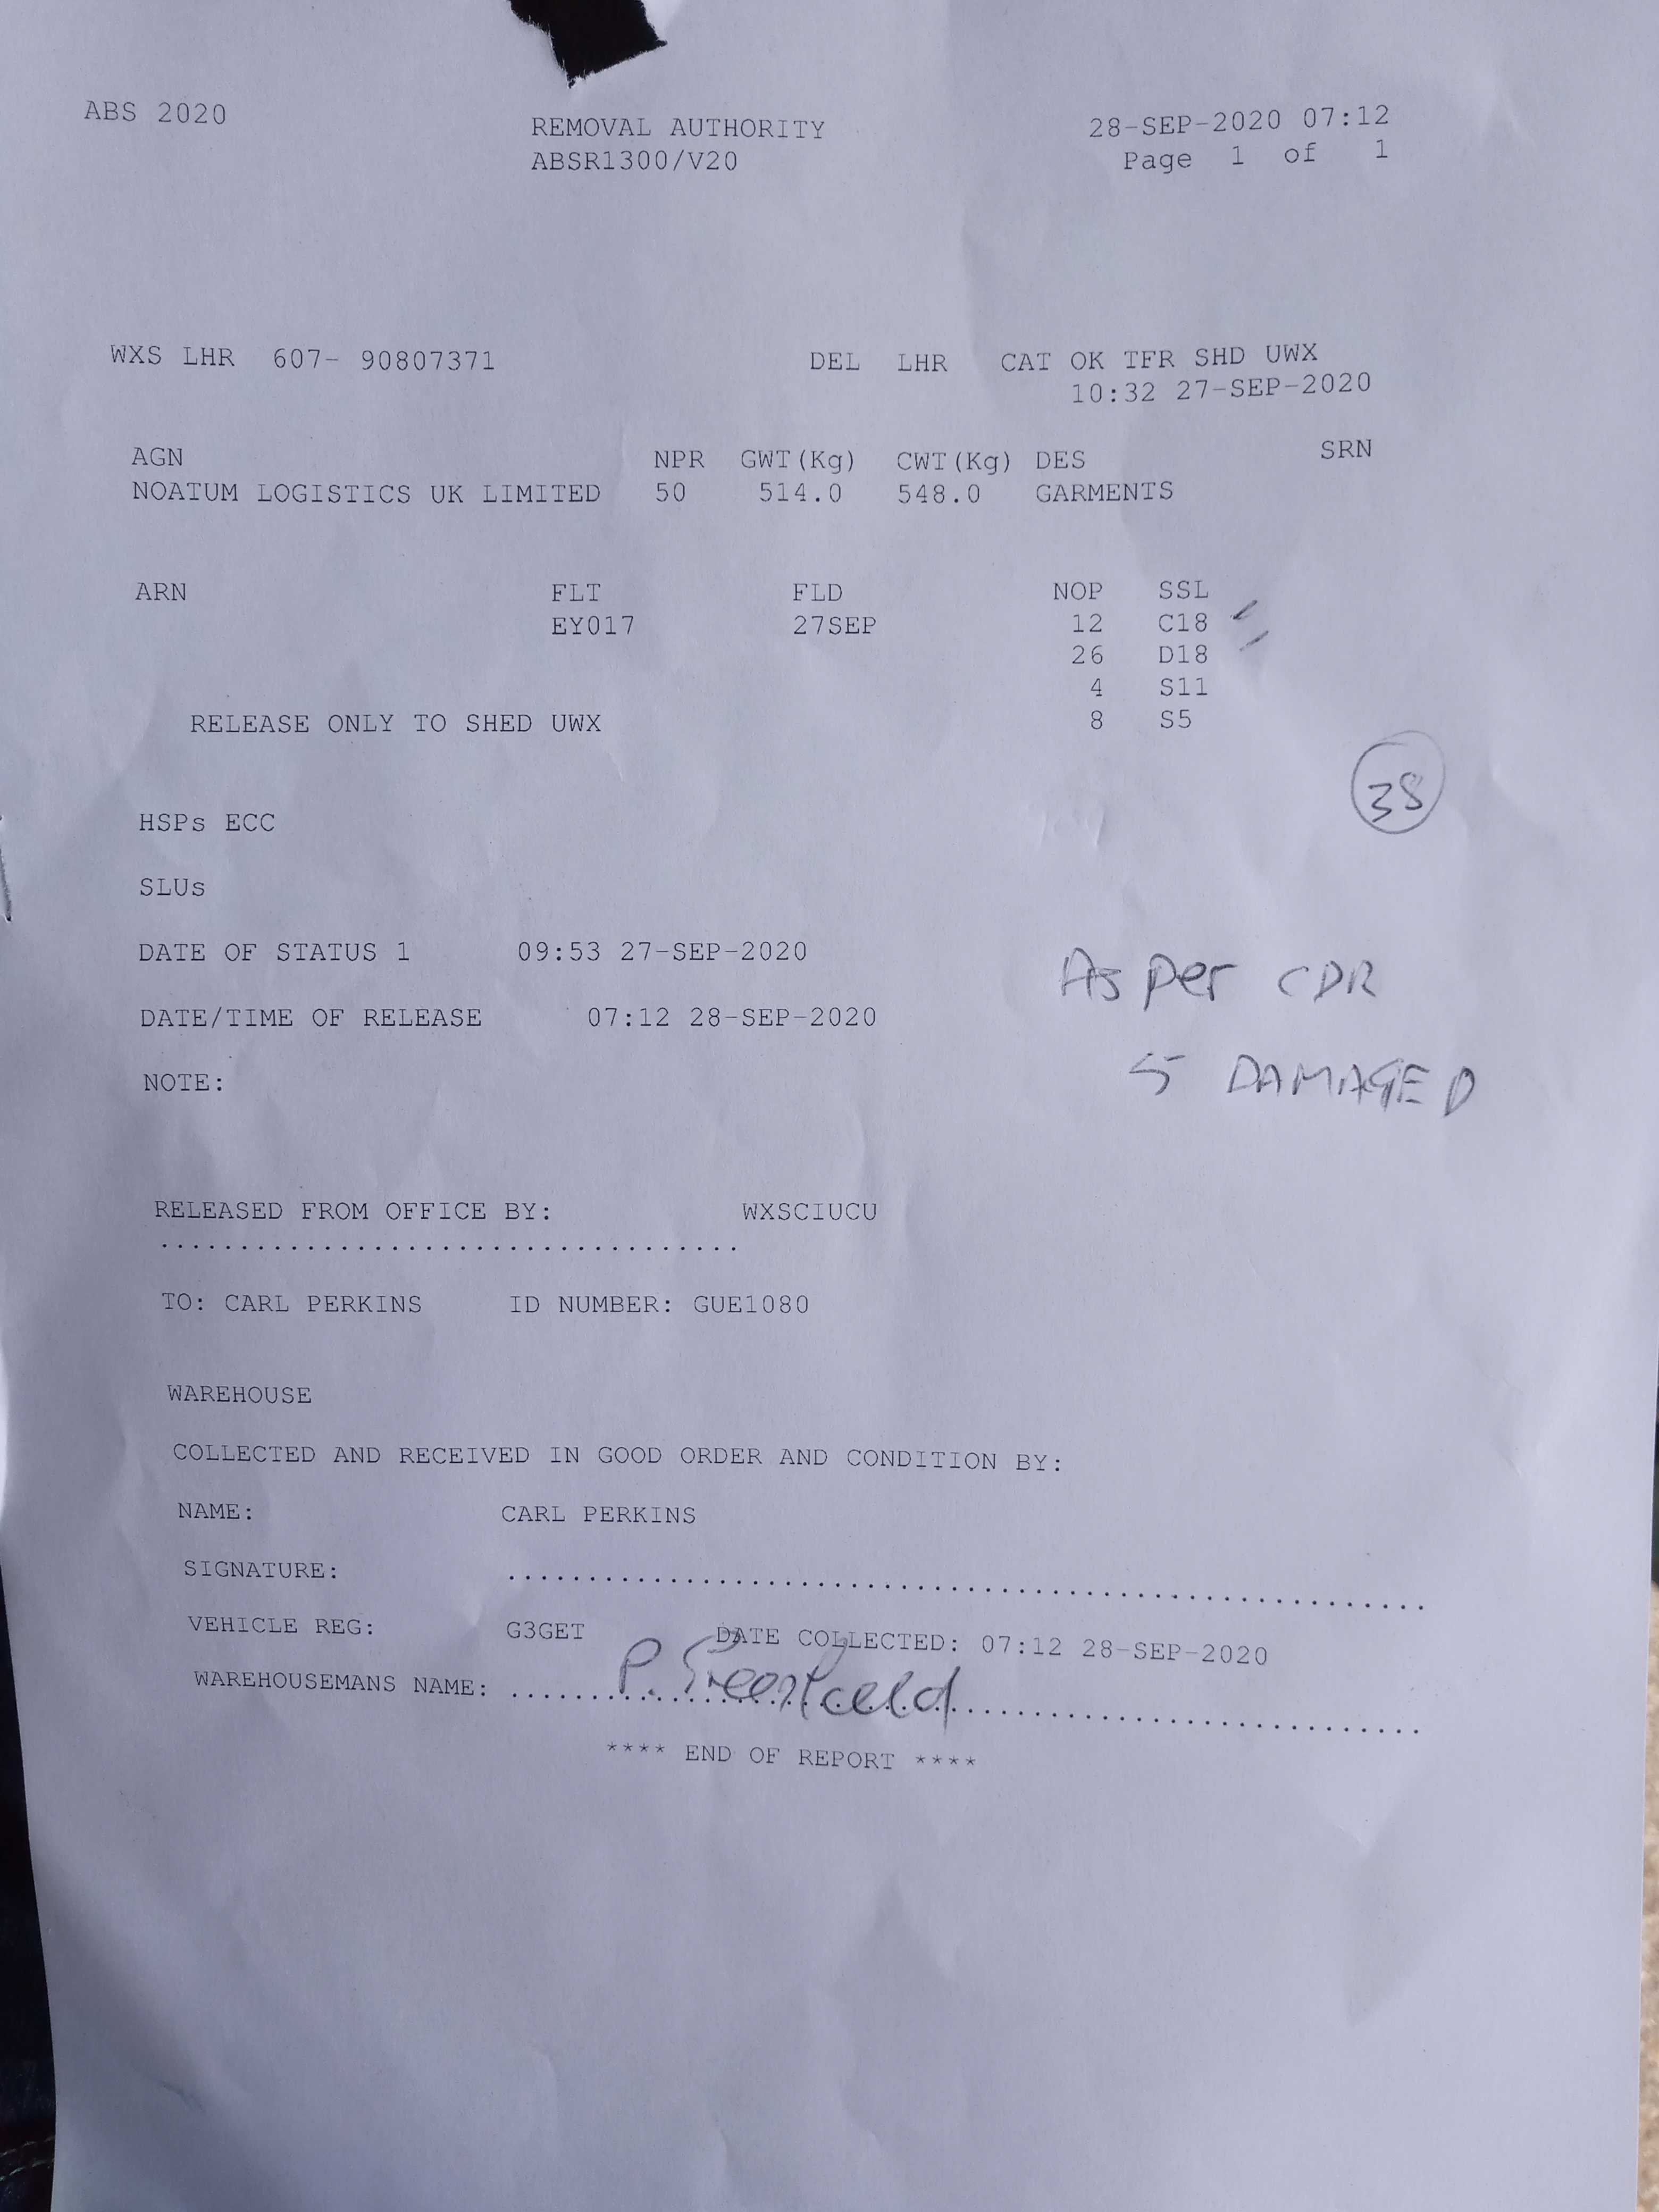 ABS 2020 REMOVAL AUTHORITY 28-SEP-2020 07:12
ABSR1300/V20 Page 1 of 1
WXS LHR 607- 90807371 DEL LHR CAT OK TFR SHD UWX
10:32 27-SEP-2020
AGN NPR GWT(Kg) CWT(Kg) DES SRN
NOATUM LOGISTICS UK LIMITED 50 514.0 548.0 GARMENTS
ARN FLT FLD NOP SSL
EY017 27SEP 12 C18
26 D18
4 S11
RELEASE ONLY TO SHED UWX 8 S5
38
HSPs ECC
SLUs
DATE OF STATUS 1 09:53 27-SEP-2020
As per CDR
DATE/TIME OF RELEASE 07:12 28-SEP-2020
NOTE: 5 DAMAGED
RELEASED FROM OFFICE BY: WXSCIUCU
....................................
TO: CARL PERKINS ID NUMBER: GUE1080
WAREHOUSE
COLLECTED AND RECEIVED IN GOOD ORDER AND CONDITION BY:
NAME: CARL PERKINS
SIGNATURE: .........................................................
VEHICLE REG: G3GET DATE COLLECTED: 07:12 28-SEP-2020
WAREHOUSEMANS NAME: P.
**** END OF REPORT ****